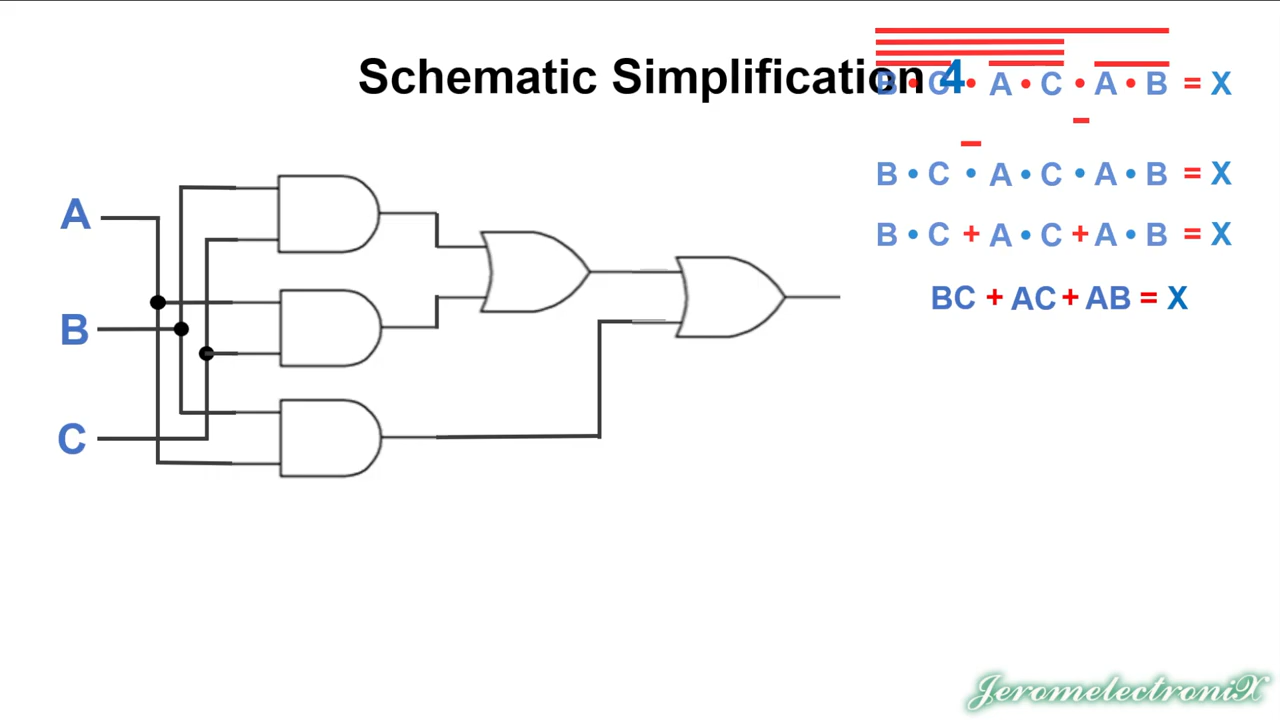 Schematic Simplification 4
B • C • A • C • A • B = X
B • C • A • C • A • B = X
B • C + A • C + A • B = X
BC + AC + AB = X
A
B
C
JeromelectroniX